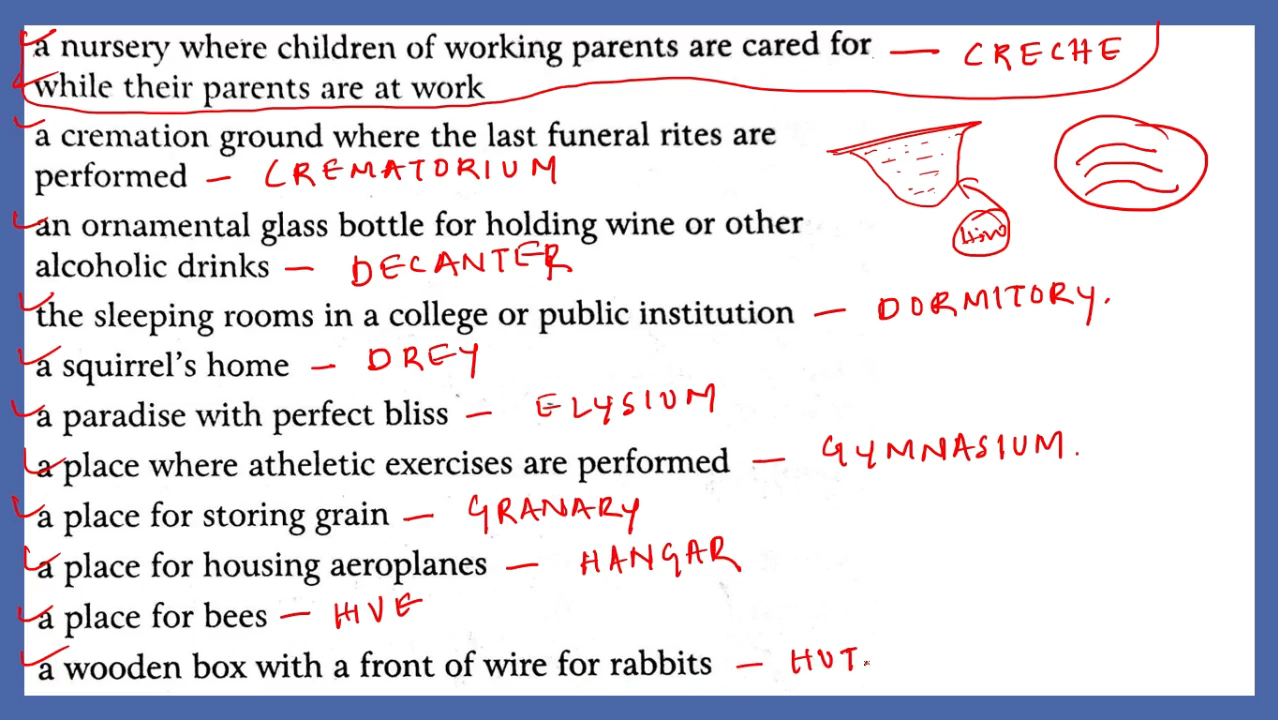 a nursery where children of working parents are cared for — CRECHE
while their parents are at work
a cremation ground where the last funeral rites are
performed — CREMATORIUM
an ornamental glass bottle for holding wine or other
alcoholic drinks — DECANTER
the sleeping rooms in a college or public institution — DORMITORY.
a squirrel's home — DREY
a paradise with perfect bliss — ELYSIUM
a place where atheletic exercises are performed — GYMNASIUM.
a place for storing grain — GRANARY
a place for housing aeroplanes — HANGAR
a place for bees — HIVE
a wooden box with a front of wire for rabbits — HUT